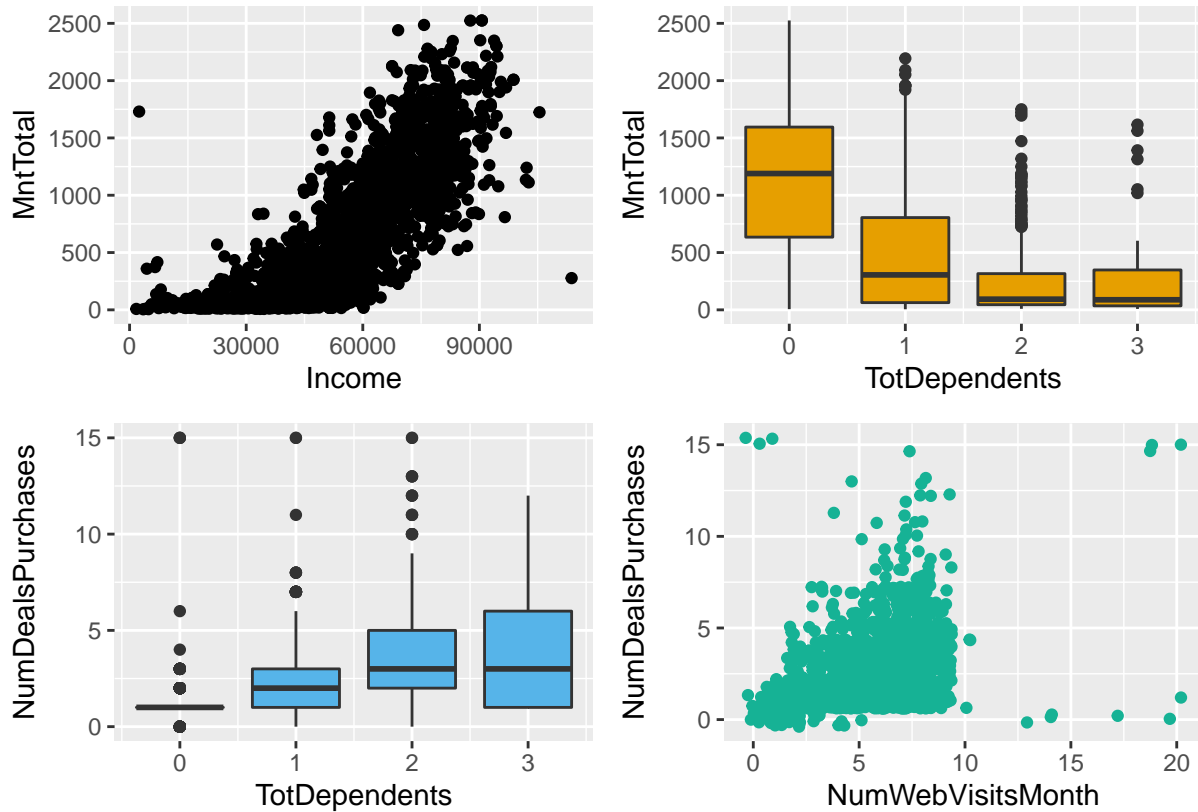 2500
2000
1500
1000
500
0
MntTotal
0 30000 60000 90000
Income
2500
2000
1500
1000
500
0
MntTotal
0 1 2 3
TotDependents
15
10
5
0
NumDealsPurchases
0 1 2 3
TotDependents
15
10
5
0
NumDealsPurchases
0 5 10 15 20
NumWebVisitsMonth